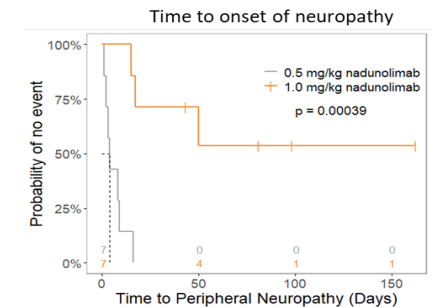 Time to onset of neuropathy
Probability of no event
100%
75%
50%
25%
0%
0.5 mg/kg nadunolimab
1.0 mg/kg nadunolimab
p = 0.00039
7 0 0 0
7 4 1 1
0 50 100 150
Time to Peripheral Neuropathy (Days)